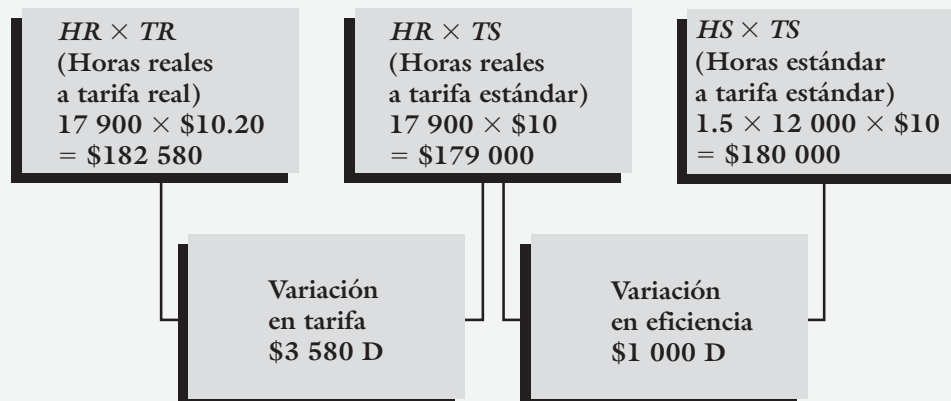 HR × TR
(Horas reales
a tarifa real)
17 900 × $10.20
= $182 580
HR × TS
(Horas reales
a tarifa estándar)
17 900 × $10
= $179 000
HS × TS
(Horas estándar
a tarifa estándar)
1.5 × 12 000 × $10
= $180 000
Variación
en tarifa
$3 580 D
Variación
en eficiencia
$1 000 D